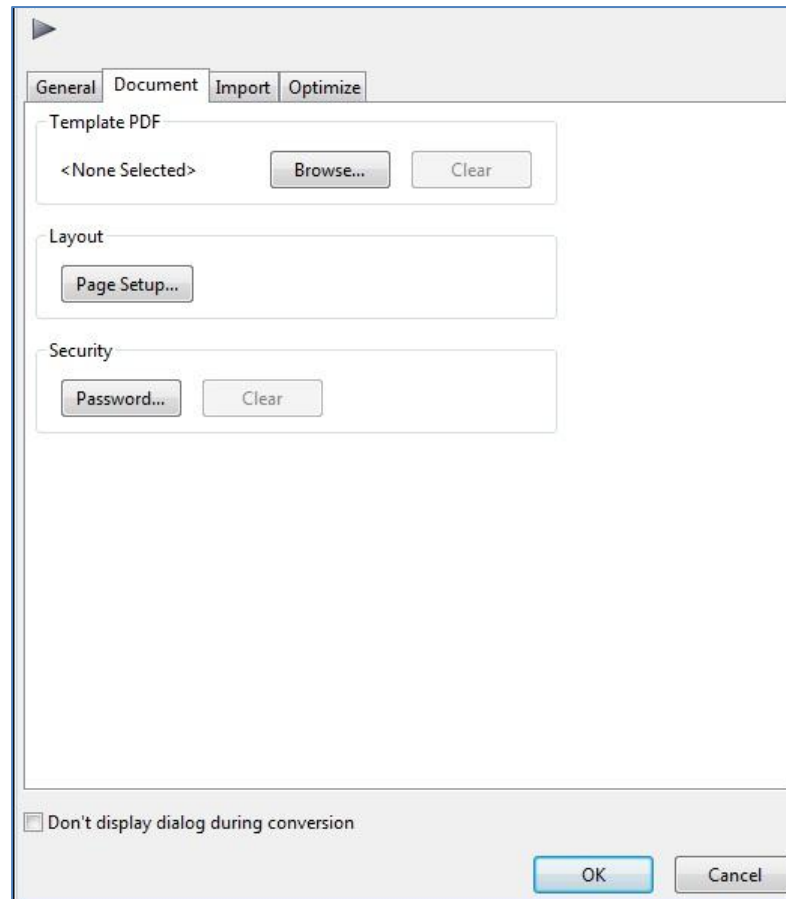 General Document Import Optimize
Template PDF
<None Selected> Browse... Clear
Layout
Page Setup...
Security
Password... Clear
Don't display dialog during conversion
OK Cancel